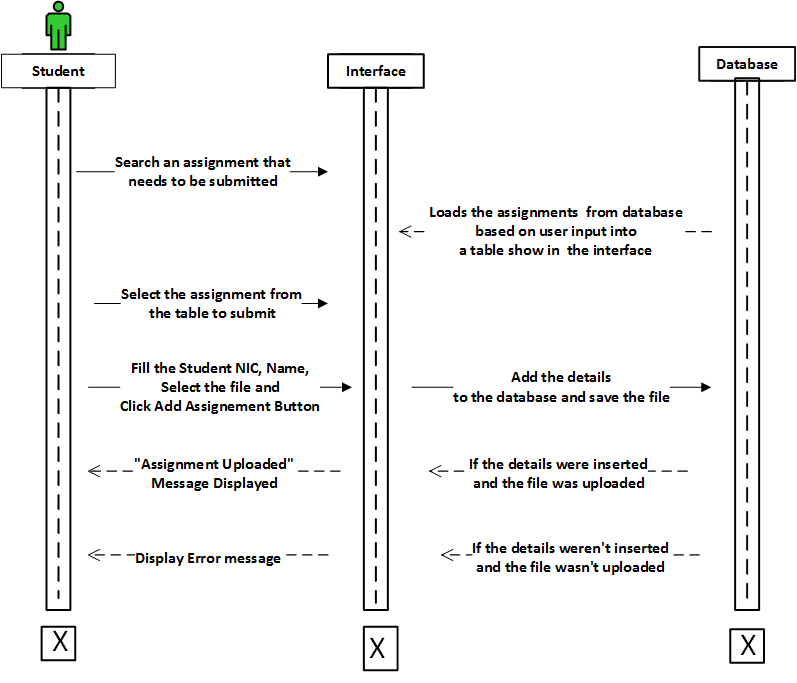 Student
Interface
Database
Search an assignment that
needs to be submitted
Loads the assignments from database
based on user input into
a table show in the interface
Select the assignment from
the table to submit
Fill the Student NIC, Name,
Select the file and
Click Add Assignement Button
Add the details
to the database and save the file
"Assignment Uploaded"
Message Displayed
If the details were inserted
and the file was uploaded
Display Error message
If the details weren't inserted
and the file wasn't uploaded
X
X
X